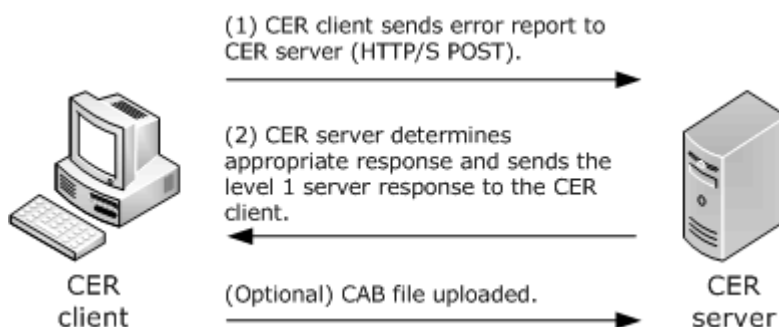 (1) CER client sends error report to
CER server (HTTP/S POST).
(2) CER server determines
appropriate response and sends the
level 1 server response to the CER
client.
(Optional) CAB file uploaded.
CER
client
CER
server